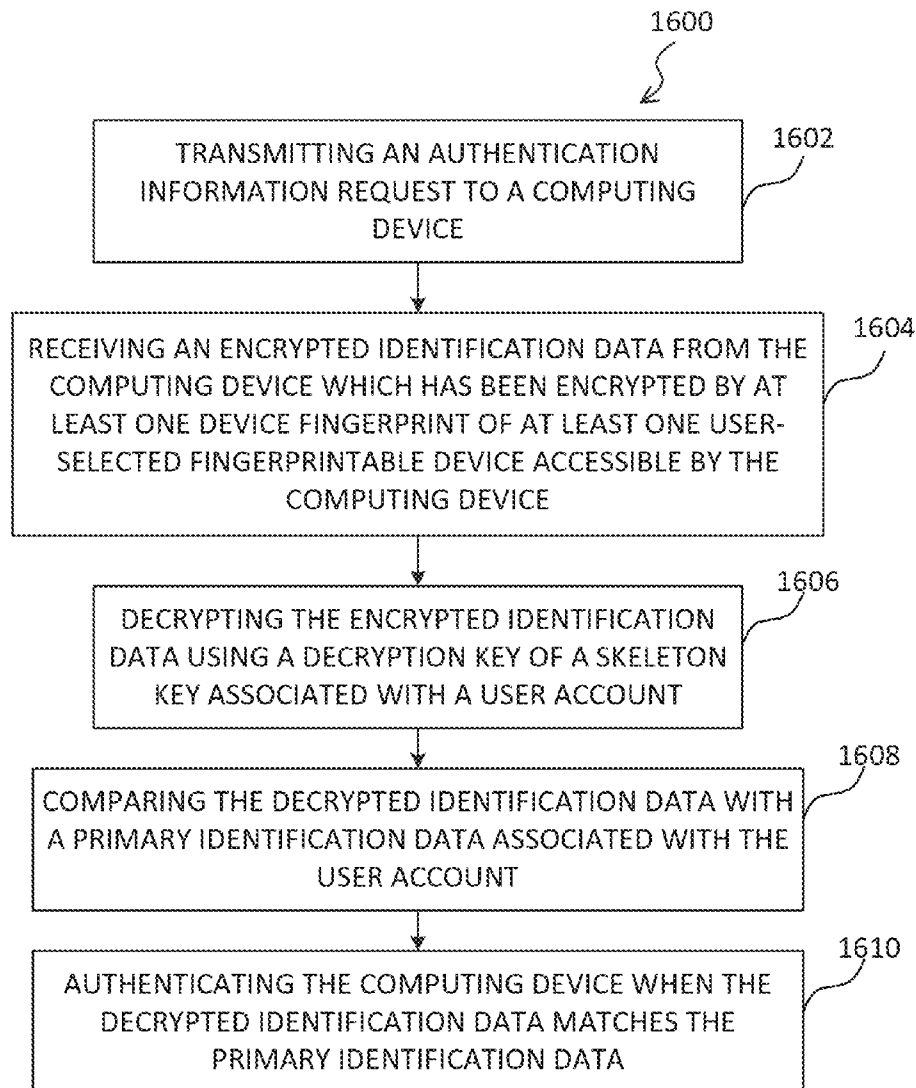 1600
1602
TRANSMITTING AN AUTHENTICATION
INFORMATION REQUEST TO A COMPUTING
DEVICE
1604
RECEIVING AN ENCRYPTED IDENTIFICATION DATA FROM THE
COMPUTING DEVICE WHICH HAS BEEN ENCRYPTED BY AT
LEAST ONE DEVICE FINGERPRINT OF AT LEAST ONE USER-
SELECTED FINGERPRINTABLE DEVICE ACCESSIBLE BY THE
COMPUTING DEVICE
1606
DECRYPTING THE ENCRYPTED IDENTIFICATION
DATA USING A DECRYPTION KEY OF A SKELETON
KEY ASSOCIATED WITH A USER ACCOUNT
1608
COMPARING THE DECRYPTED IDENTIFICATION DATA WITH
A PRIMARY IDENTIFICATION DATA ASSOCIATED WITH THE
USER ACCOUNT
1610
AUTHENTICATING THE COMPUTING DEVICE WHEN THE
DECRYPTED IDENTIFICATION DATA MATCHES THE
PRIMARY IDENTIFICATION DATA